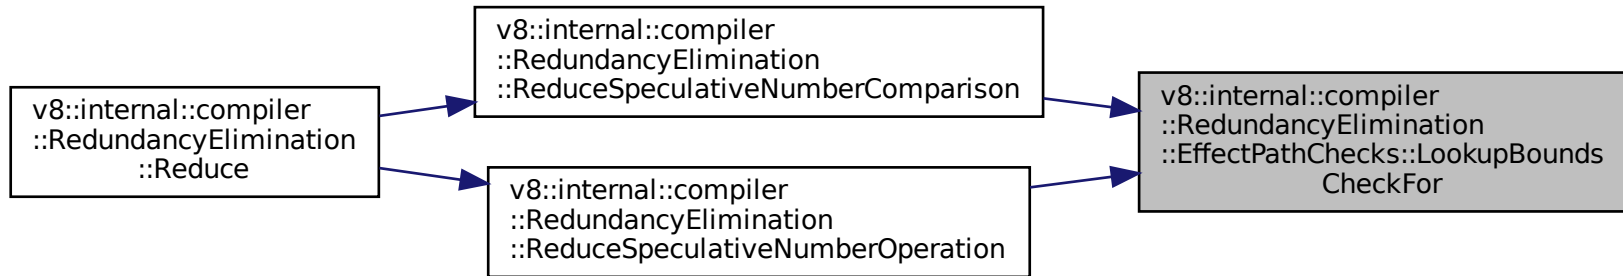 v8::internal::compiler
::RedundancyElimination
::Reduce
v8::internal::compiler
::RedundancyElimination
::ReduceSpeculativeNumberComparison
v8::internal::compiler
::RedundancyElimination
::ReduceSpeculativeNumberOperation
v8::internal::compiler
::RedundancyElimination
::EffectPathChecks::LookupBounds
CheckFor